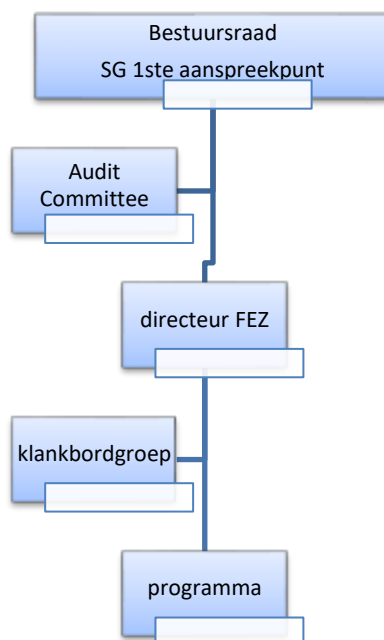 Bestuursraad
SG 1ste aanspreekpunt
Audit
Committee
directeur FEZ
klankbordgroep
programma